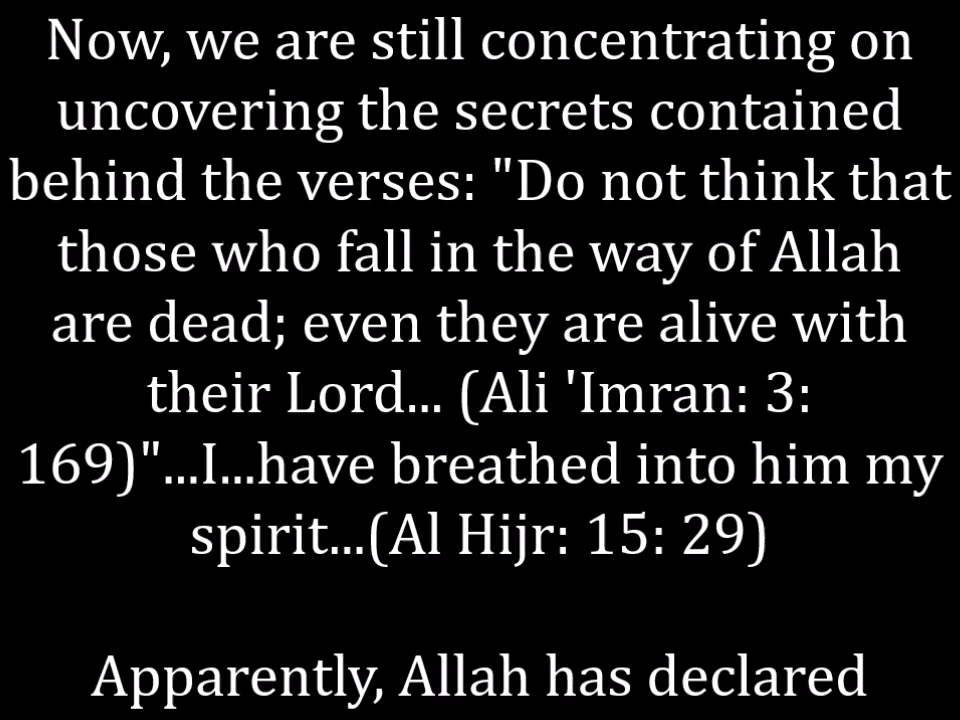 Now, we are still concentrating on
uncovering the secrets contained
behind the verses: "Do not think that
those who fall in the way of Allah
are dead; even they are alive with
their Lord... (Ali 'Imran: 3:
169)"...I...have breathed into him my
spirit...(Al Hijr: 15: 29)
Apparently, Allah has declared